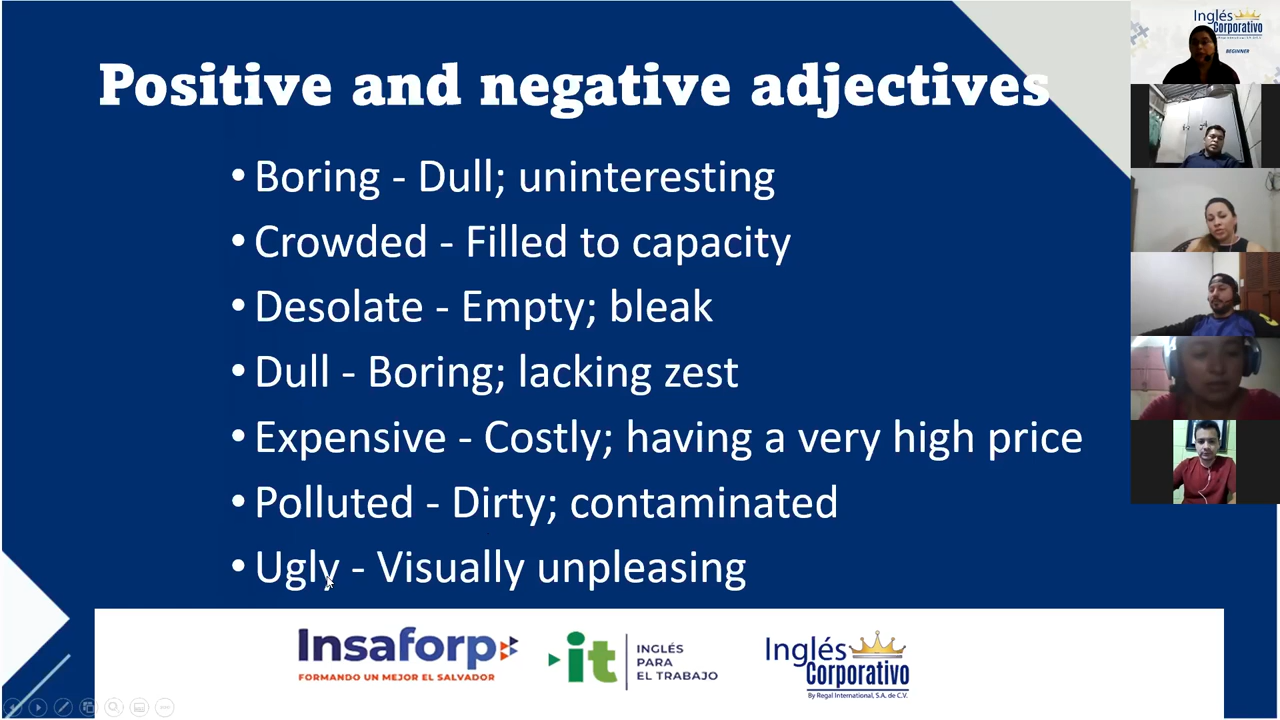 Positive and negative adjectives
• Boring - Dull; uninteresting
• Crowded - Filled to capacity
• Desolate - Empty; bleak
• Dull - Boring; lacking zest
• Expensive - Costly; having a very high price
• Polluted - Dirty; contaminated
• Ugly - Visually unpleasing
Insaforp
FORMANDO UN MEJOR EL SALVADOR
it
INGLÉS
PARA
EL TRABAJO
Inglés
Corporativo
By Regal International, S.A. de C.V.
Inglés
Corporativo
BEGINNER